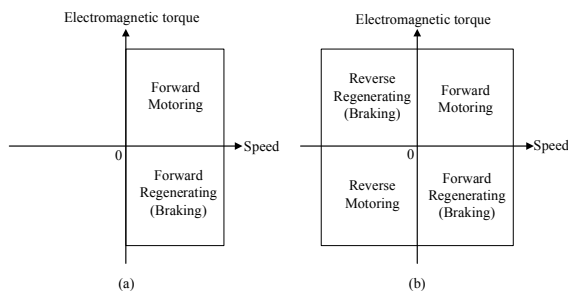 Electromagnetic torque
Forward
Motoring
0
Speed
Forward
Regenerating
(Braking)
(a)
Electromagnetic torque
Reverse
Regenerating
(Braking)
Forward
Motoring
0
Speed
Reverse
Motoring
Forward
Regenerating
(Braking)
(b)